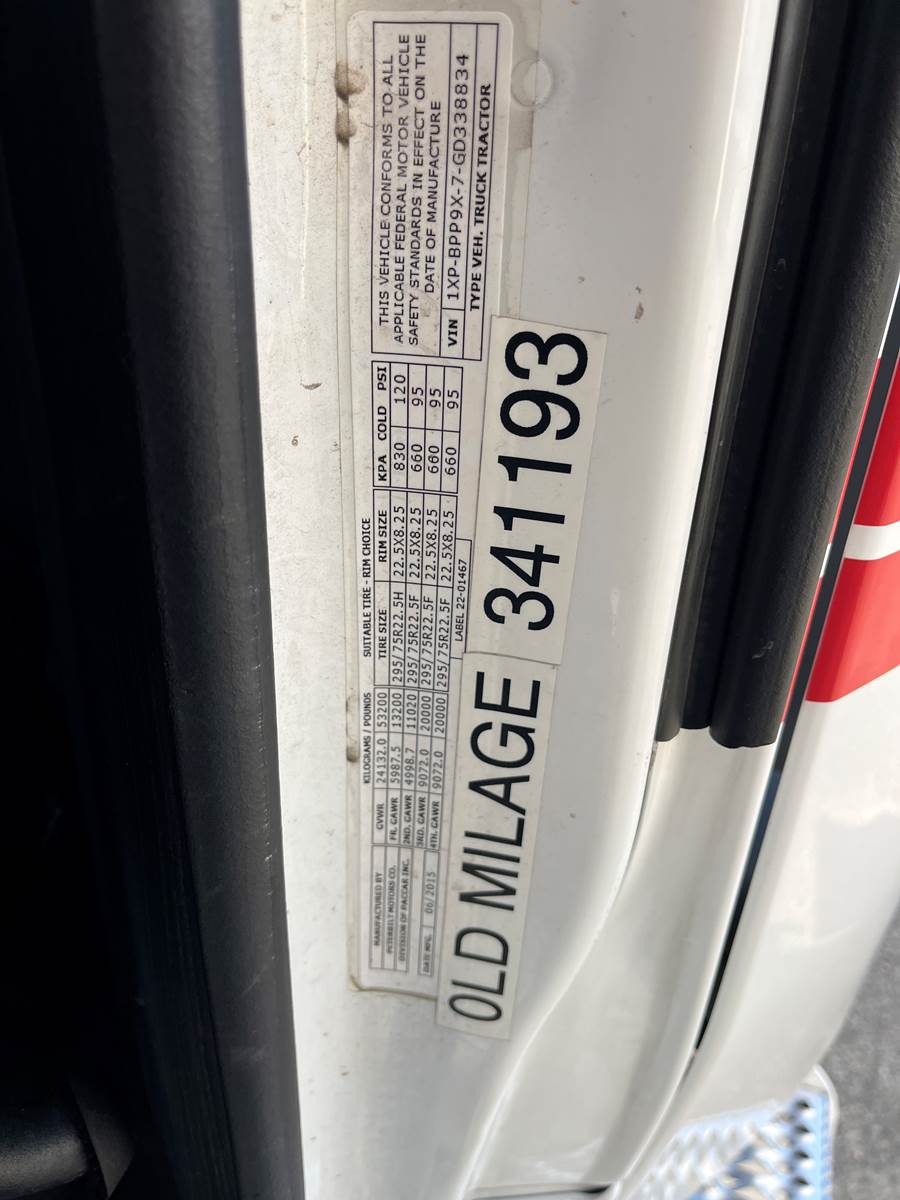 MANUFACTURED BY
PETERBILT MOTORS CO.
DIVISION OF PACCAR INC.
DATE MFG. 06/2015
KILOGRAMS / POUNDS
GVWR 24132.0 53200
FR. GAWR 5987.5 13200
2ND. GAWR 4998.7 11020
3RD. GAWR 9072.0 20000
4TH. GAWR 9072.0 20000
SUITABLE TIRE - RIM CHOICE
TIRE SIZE RIM SIZE KPA COLD PSI
295/75R22.5H 22.5X8.25 830 120
295/75R22.5F 22.5X8.25 660 95
295/75R22.5F 22.5X8.25 660 95
295/75R22.5F 22.5X8.25 660 95
LABEL 22-01467
THIS VEHICLE CONFORMS TO ALL
APPLICABLE FEDERAL MOTOR VEHICLE
SAFETY STANDARDS IN EFFECT ON THE
DATE OF MANUFACTURE
VIN 1XP-BPP9X-7-GD338834
TYPE VEH. TRUCK TRACTOR
OLD MILAGE 341193